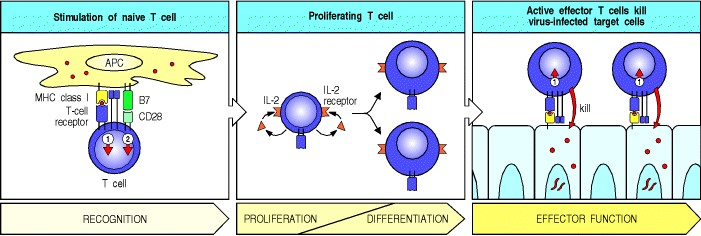 Stimulation of naive T cell
APC
MHC class I
T-cell
receptor
B7
CD28
1
2
T cell
RECOGNITION
Proliferating T cell
IL-2
IL-2
receptor
PROLIFERATION
DIFFERENTIATION
Active effector T cells kill
virus-infected target cells
1
1
kill
EFFECTOR FUNCTION